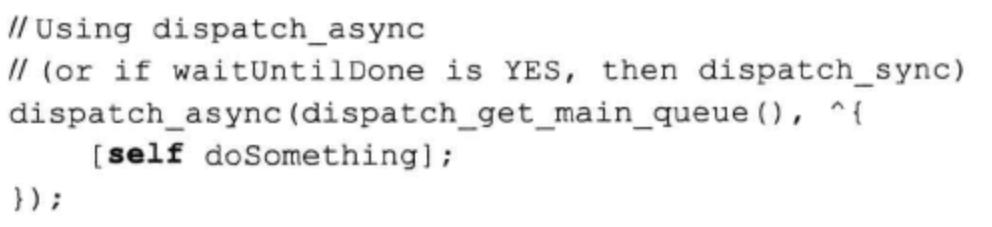 // Using dispatch_async
// (or if waitUntilDone is YES, then dispatch_sync)
dispatch_async(dispatch_get_main_queue(), ^{
    [self doSomething];
});